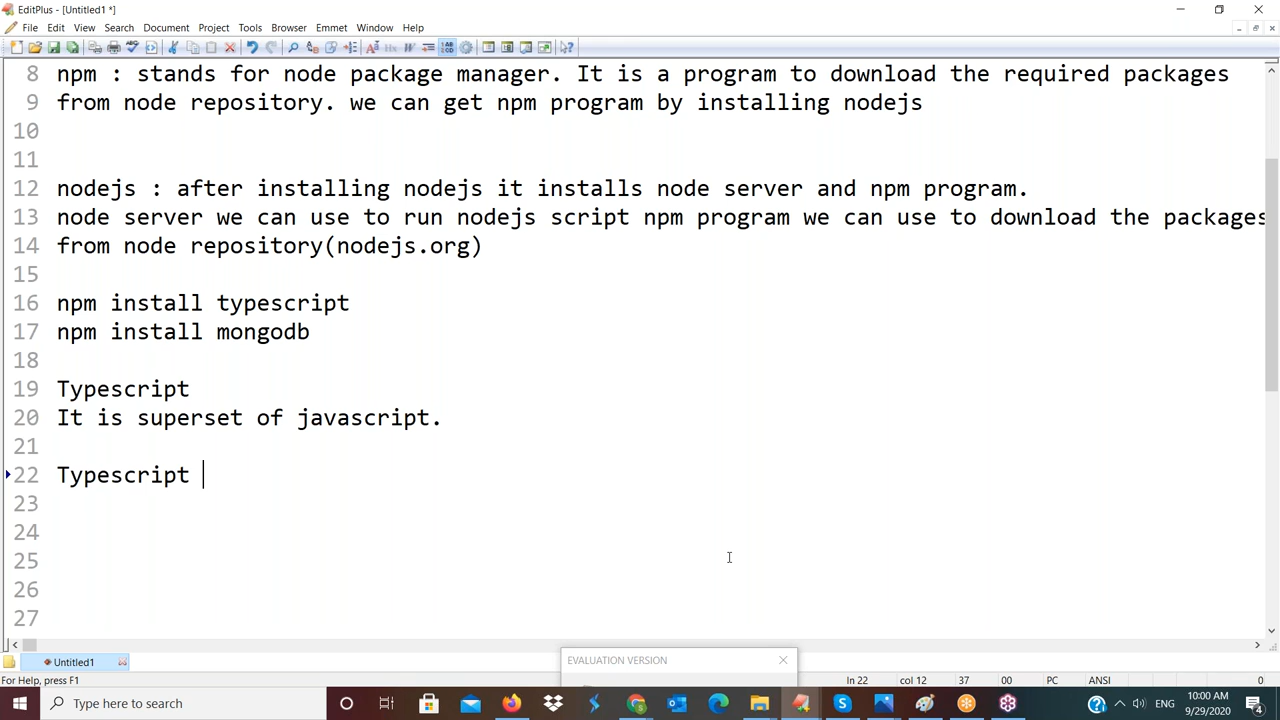 EditPlus - [Untitled1 *]
File Edit View Search Document Project Tools Browser Emmet Window Help
8 npm : stands for node package manager. It is a program to download the required packages
9 from node repository. we can get npm program by installing nodejs
10
11
12 nodejs : after installing nodejs it installs node server and npm program.
13 node server we can use to run nodejs script npm program we can use to download the packages
14 from node repository(nodejs.org)
15
16 npm install typescript
17 npm install mongodb
18
19 Typescript
20 It is superset of javascript.
21
22 Typescript
23
24
25
26
27
Untitled1
EVALUATION VERSION
For Help, press F1 ln 22 col 12 37 00 PC ANSI 0
Type here to search
ENG
10:00 AM
9/29/2020
4